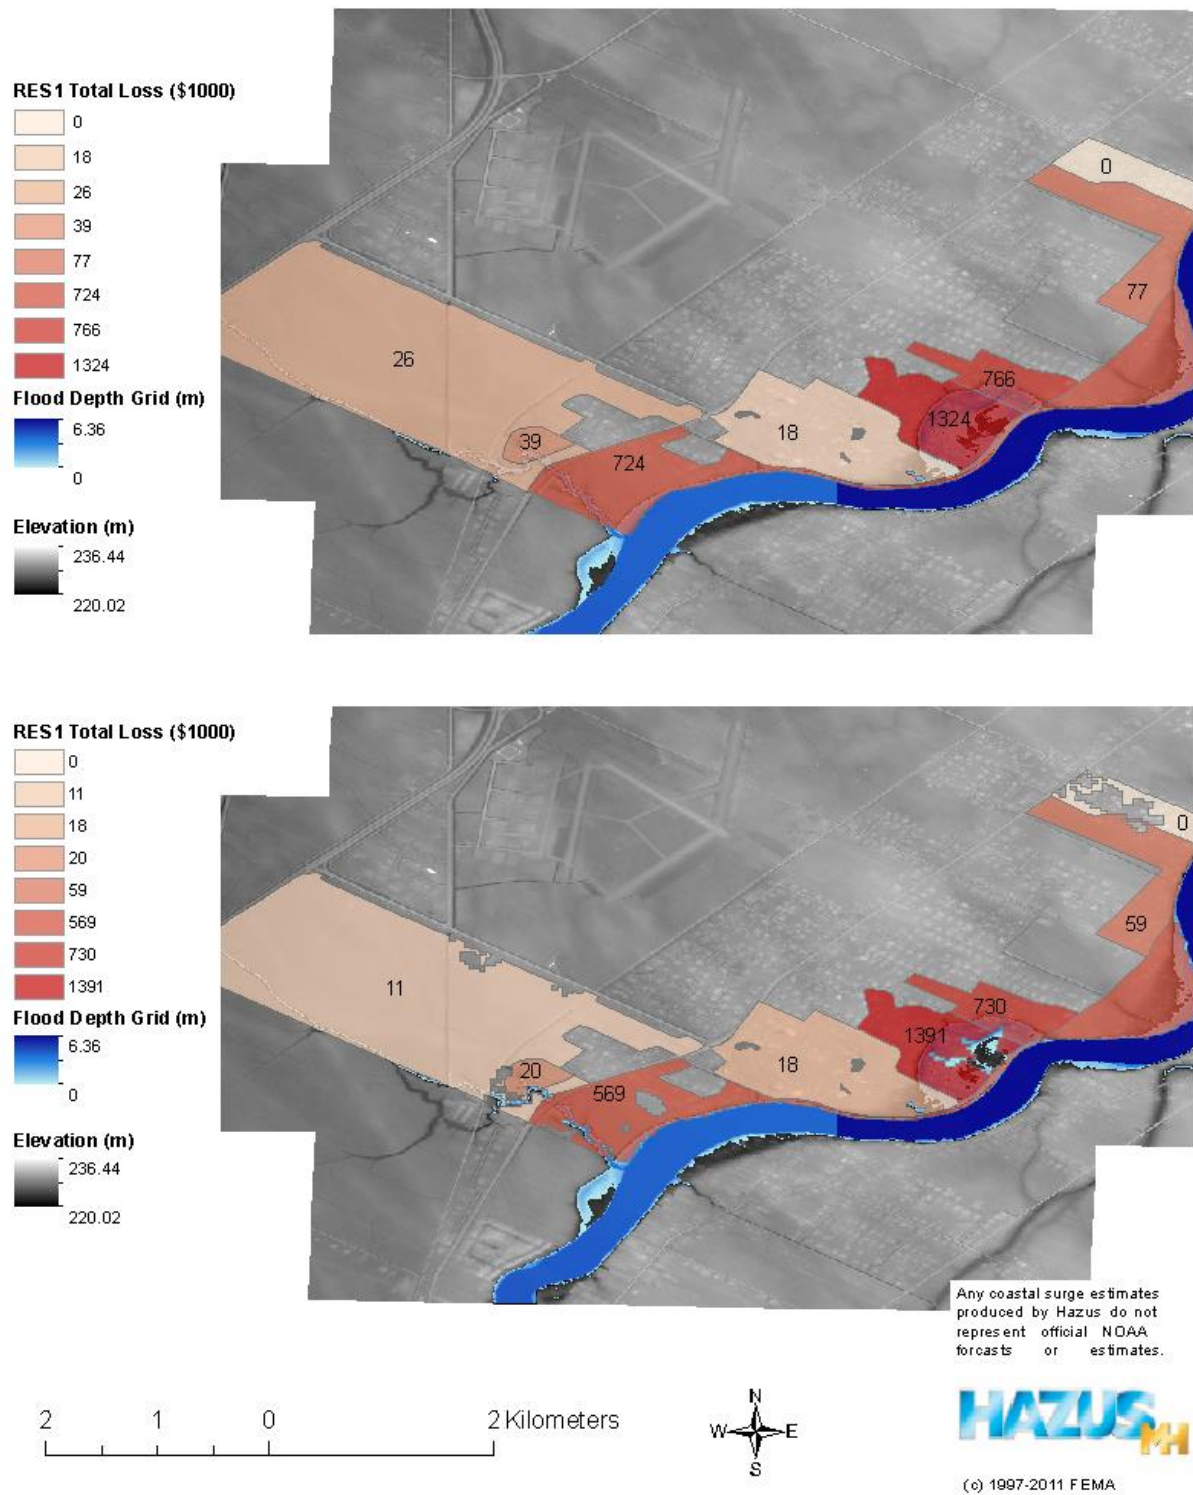 RES1 Total Loss ($1000)
0
18
26
39
77
724
766
1324
Flood Depth Grid (m)
6.36
0
Elevation (m)
236.44
220.02
0
77
26
766
1324
18
39
724
RES1 Total Loss ($1000)
0
11
18
20
59
569
730
1391
Flood Depth Grid (m)
6.36
0
Elevation (m)
236.44
220.02
0
59
11
730
1391
18
20
569
Any coastal surge estimates
produced by Hazus do not
represent official NOAA
forcasts or estimates.
2 1 0 2 Kilometers
N
W E
S
HAZUS
MH
(c) 1997-2011 FEMA